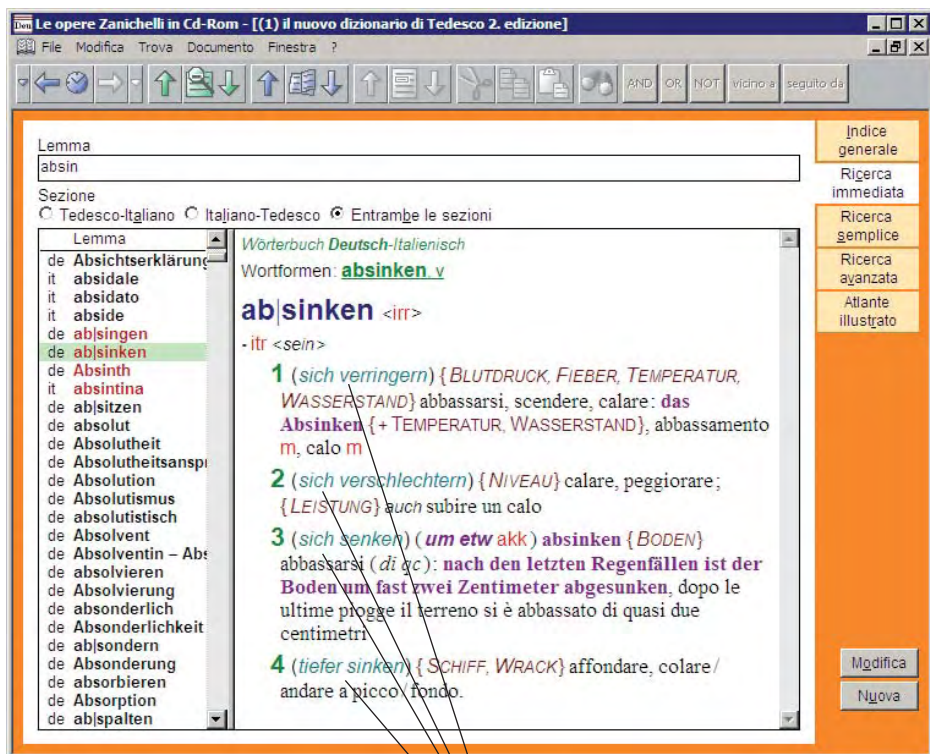 Le opere Zanichelli in Cd-Rom - [(1) il nuovo dizionario di Tedesco 2. edizione]
File Modifica Trova Documento Finestra ?
AND OR NOT vicino a seguito da
Lemma
absin
Sezione
Tedesco-Italiano Italiano-Tedesco Entrambe le sezioni
Lemma
de Absichtserklärung
it absidale
it absidato
it abside
de ab|singen
de ab|sinken
de Absinth
it absintina
de ab|sitzen
de absolut
de Absolutheit
de Absolutheitsanspr
de Absolution
de Absolutismus
de absolutistisch
de Absolvent
de Absolventin – Abs
de absolvieren
de Absolvierung
de absonderlich
de Absonderlichkeit
de ab|sondern
de Absonderung
de absorbieren
de Absorption
de ab|spalten
Wörterbuch Deutsch-Italienisch
Wortformen: absinken, v
ab|sinken <irr>
- itr <sein>
1 (sich verringern) {BLUTDRUCK, FIEBER, TEMPERATUR,
WASSERSTAND} abbassarsi, scendere, calare: das
Absinken {+ TEMPERATUR, WASSERSTAND}, abbassamento
m, calo m
2 (sich verschlechtern) {NIVEAU} calare, peggiorare;
{LEISTUNG} auch subire un calo
3 (sich senken) (um etw akk) absinken {BODEN}
abbassarsi (di qc): nach den letzten Regenfällen ist der
Boden um fast zwei Zentimeter abgesunken, dopo le
ultime piogge il terreno si è abbassato di quasi due
centimetri
4 (tiefer sinken) {SCHIFF, WRACK} affondare, colare/
andare a picco/fondo.
Indice
generale
Ricerca
immediata
Ricerca
semplice
Ricerca
avanzata
Atlante
illustrato
Modifica
Nuova